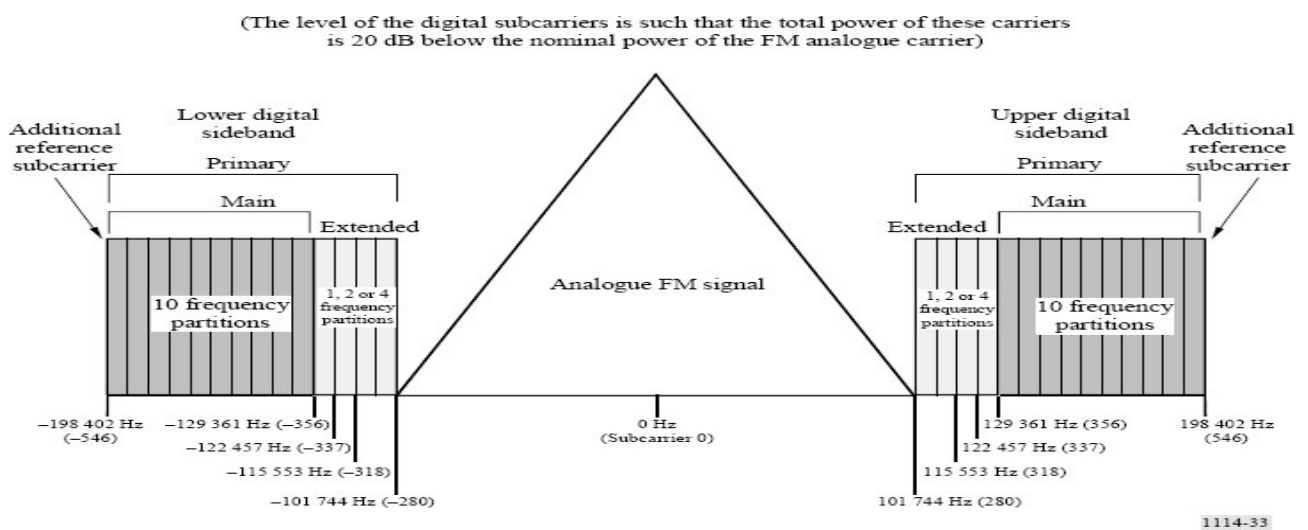 (The level of the digital subcarriers is such that the total power of these carriers
is 20 dB below the nominal power of the FM analogue carrier)
Additional
reference
subcarrier
Lower digital
sideband
Primary
Main
Extended
10 frequency
partitions
1, 2 or 4
frequency
partitions
Analogue FM signal
Upper digital
sideband
Primary
Extended
Main
Additional
reference
subcarrier
1, 2 or 4
frequency
partitions
10 frequency
partitions
–198 402 Hz
(–546)
–129 361 Hz (–356)
–122 457 Hz (–337)
–115 553 Hz (–318)
–101 744 Hz (–280)
0 Hz
(Subcarrier 0)
129 361 Hz (356)
122 457 Hz (337)
115 553 Hz (318)
101 744 Hz (280)
198 402 Hz
(546)
1114-33